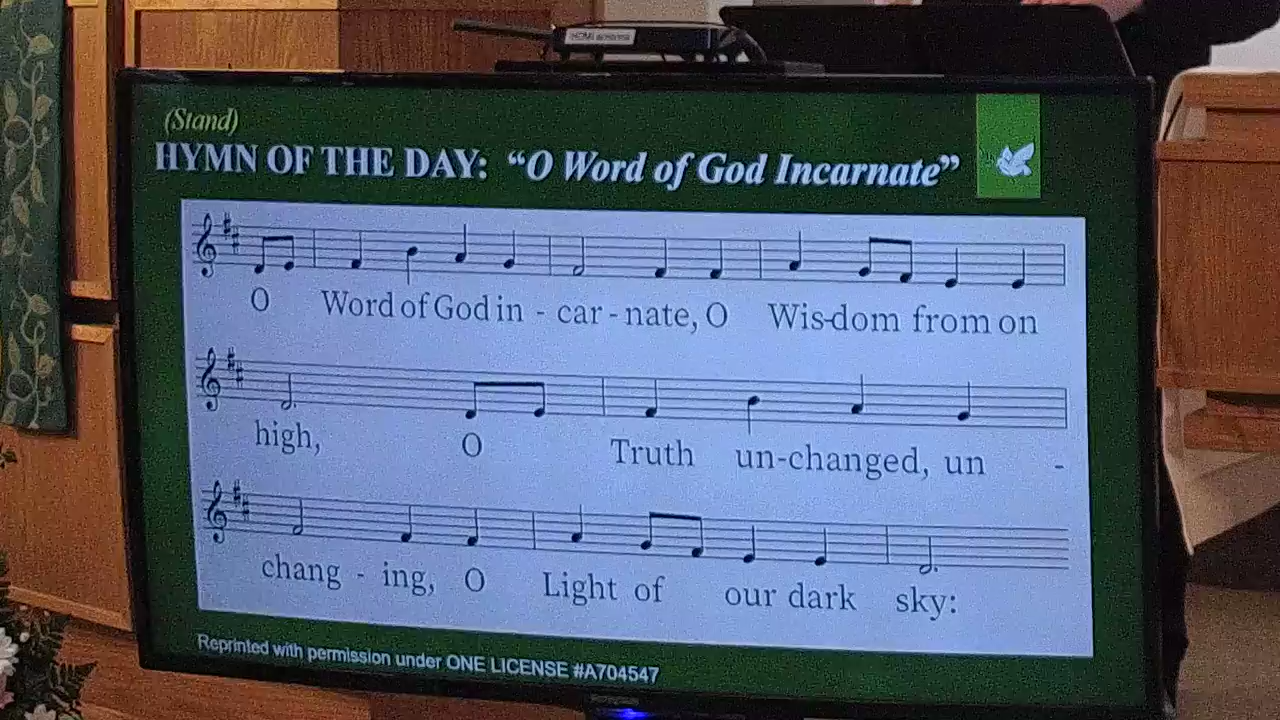 (Stand)
HYMN OF THE DAY: “O Word of God Incarnate”
O Word of God in - car - nate, O Wis-dom from on
high, O Truth un-changed, un -
chang - ing, O Light of our dark sky:
Reprinted with permission under ONE LICENSE #A704547